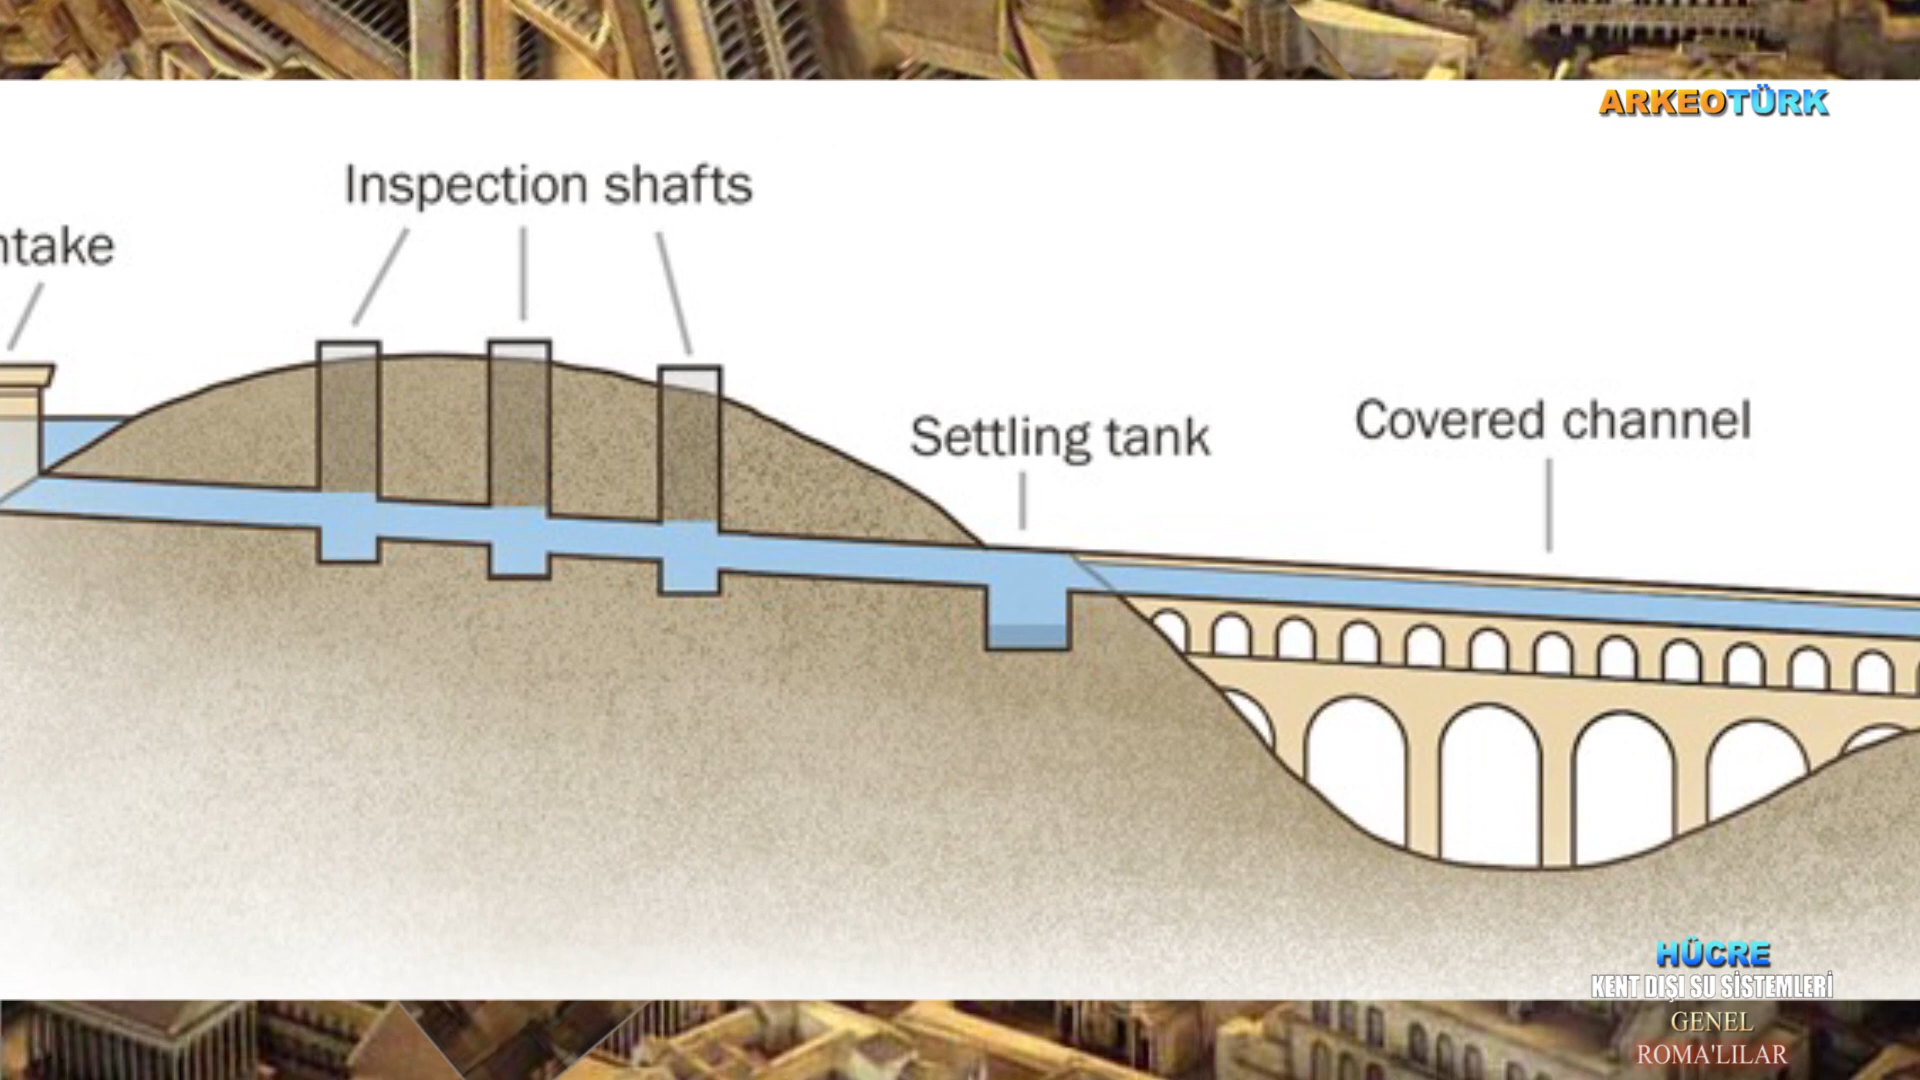 ARKEOTÜRK
Inspection shafts
ntake
Settling tank
Covered channel
HÜCRE
KENT DIŞI SU SİSTEMLERİ
GENEL
ROMA'LILAR